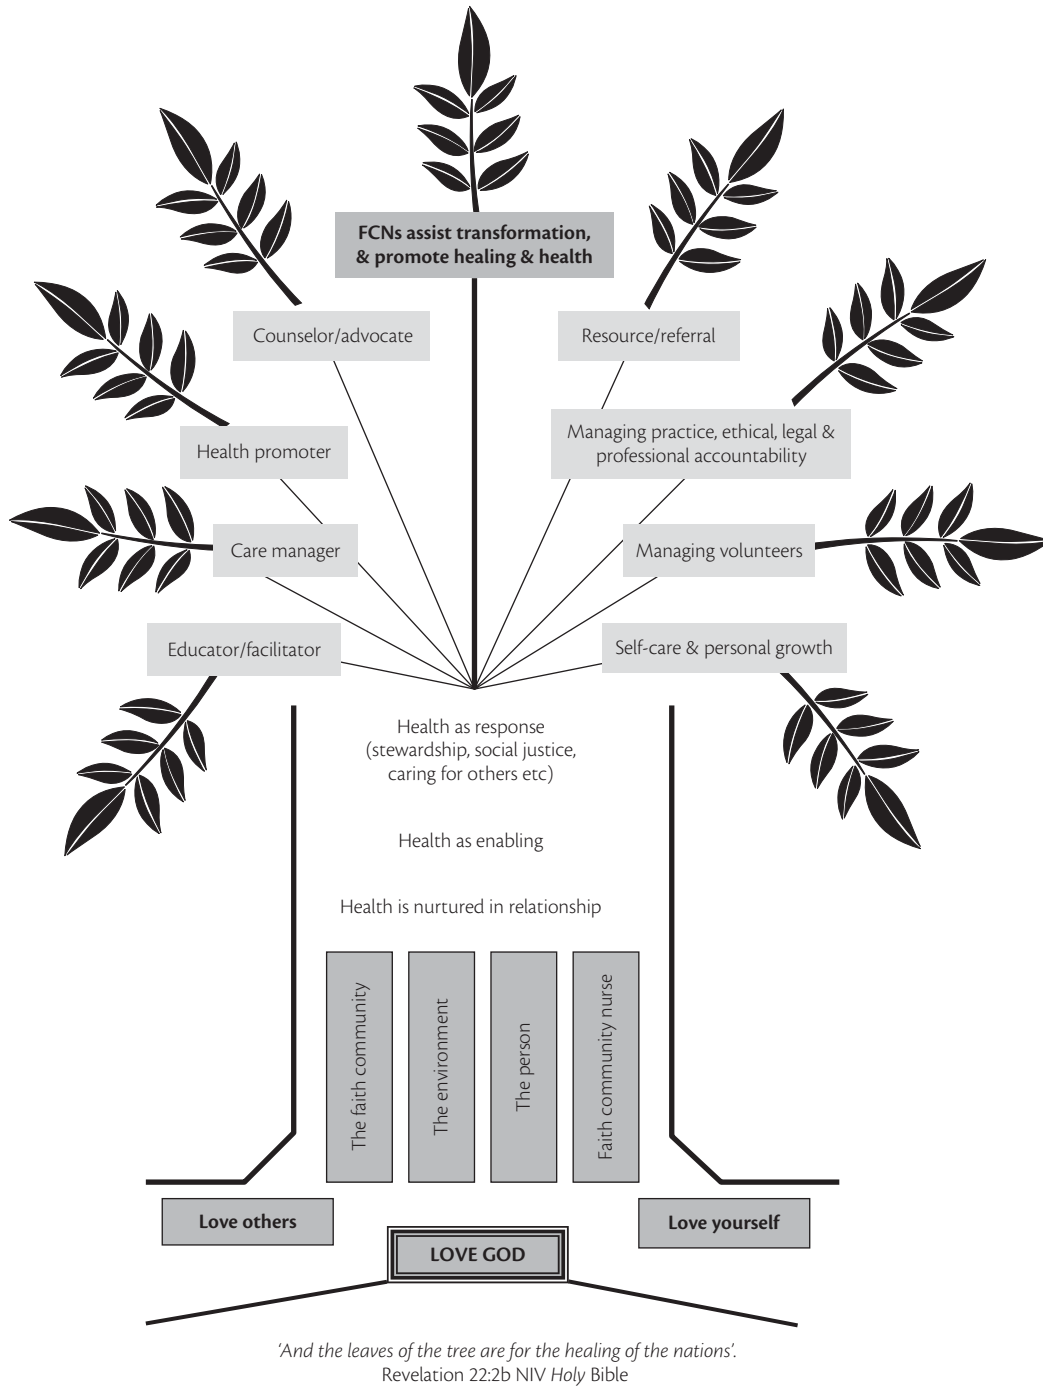 FCNs assist transformation,
& promote healing & health
Counselor/advocate
Resource/referral
Health promoter
Managing practice, ethical, legal &
professional accountability
Care manager
Managing volunteers
Educator/facilitator
Self-care & personal growth
Health as response
(stewardship, social justice,
caring for others etc)
Health as enabling
Health is nurtured in relationship
The faith community
The environment
The person
Faith community nurse
Love others
Love yourself
LOVE GOD
‘And the leaves of the tree are for the healing of the nations’.
Revelation 22:2b NIV Holy Bible